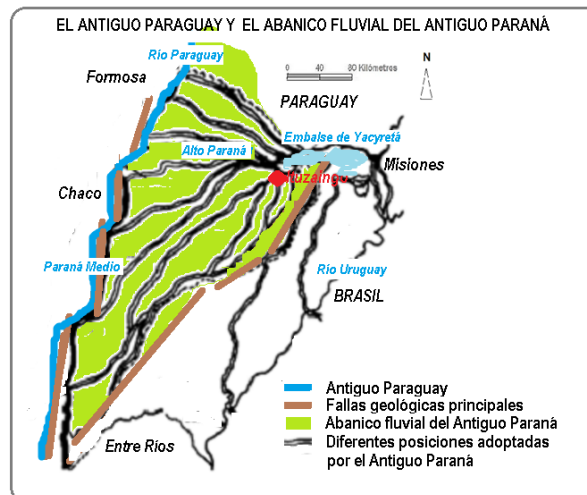 EL ANTIGUO PARAGUAY Y EL ABANICO FLUVIAL DEL ANTIGUO PARANÁ
Río Paraguay
0 40 80 Kilómetros
N
Formosa
PARAGUAY
Embalse de Yacyretá
Alto Paraná
Misiones
Ituzaingu
Chaco
Paraná Medio
Río Uruguay
BRASIL
Antiguo Paraguay
Fallas geológicas principales
Abanico fluvial del Antiguo Paraná
Diferentes posiciones adoptadas
por el Antiguo Paraná
Entre Ríos